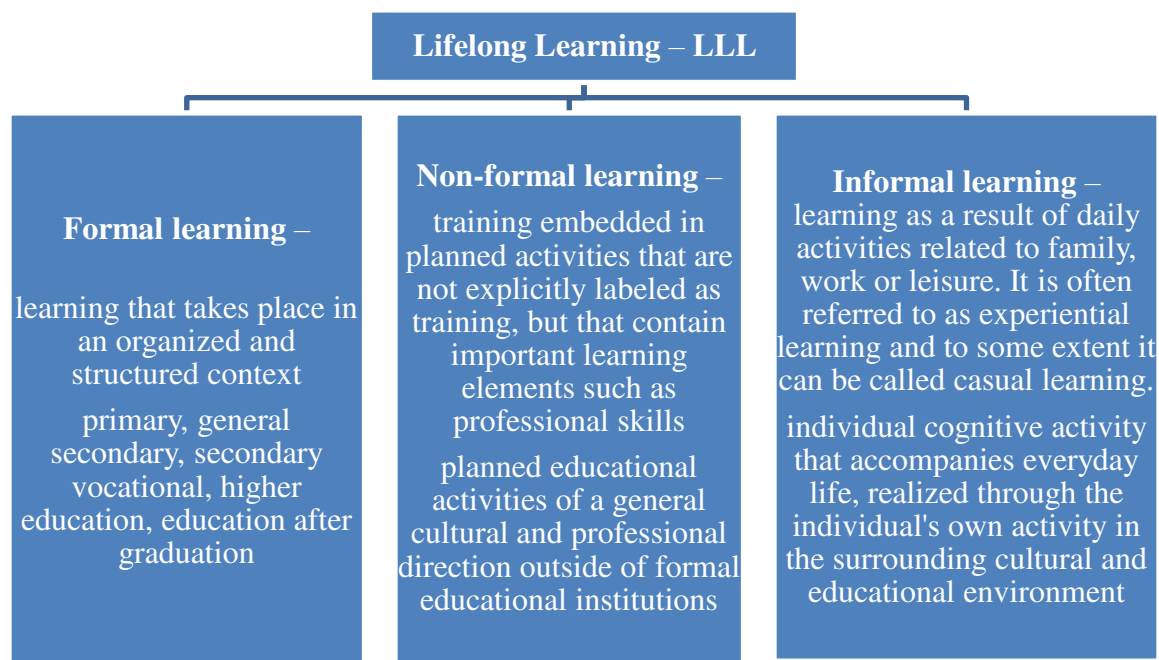 Lifelong Learning – LLL
Formal learning –
learning that takes place in
an organized and
structured context
primary, general
secondary, secondary
vocational, higher
education, education after
graduation
Non-formal learning –
training embedded in
planned activities that are
not explicitly labeled as
training, but that contain
important learning
elements such as
professional skills
planned educational
activities of a general
cultural and professional
direction outside of formal
educational institutions
Informal learning –
learning as a result of daily
activities related to family,
work or leisure. It is often
referred to as experiential
learning and to some extent it
can be called casual learning.
individual cognitive activity
that accompanies everyday
life, realized through the
individual's own activity in
the surrounding cultural and
educational environment